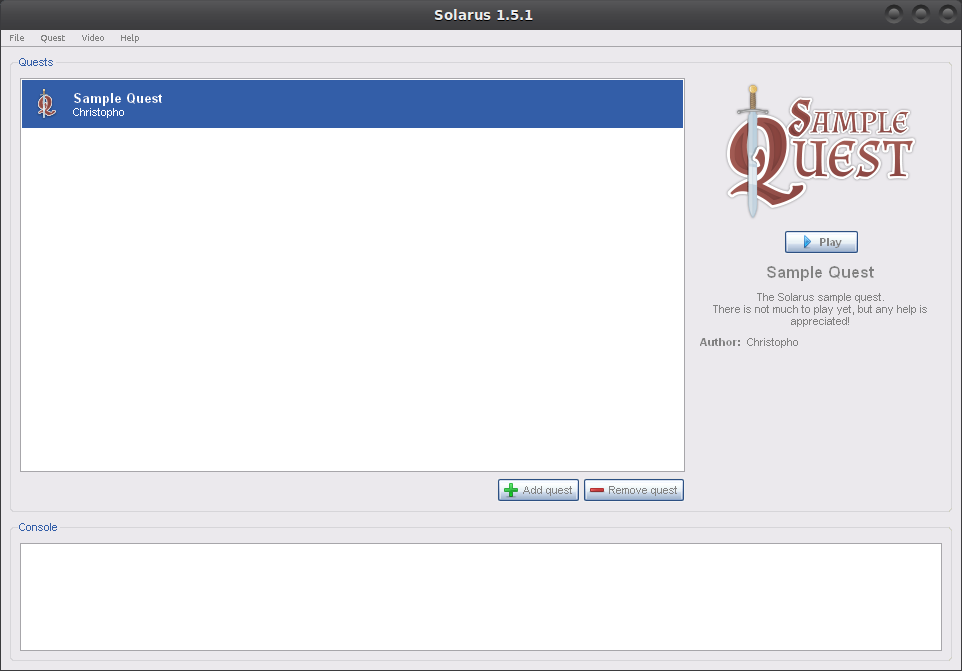 Solarus 1.5.1
File Quest Video Help
Quests
Sample Quest
Christopho
SAMPLE
QUEST
Play
Sample Quest
The Solarus sample quest.
There is not much to play yet, but any help is
appreciated!
Author: Christopho
Add quest Remove quest
Console